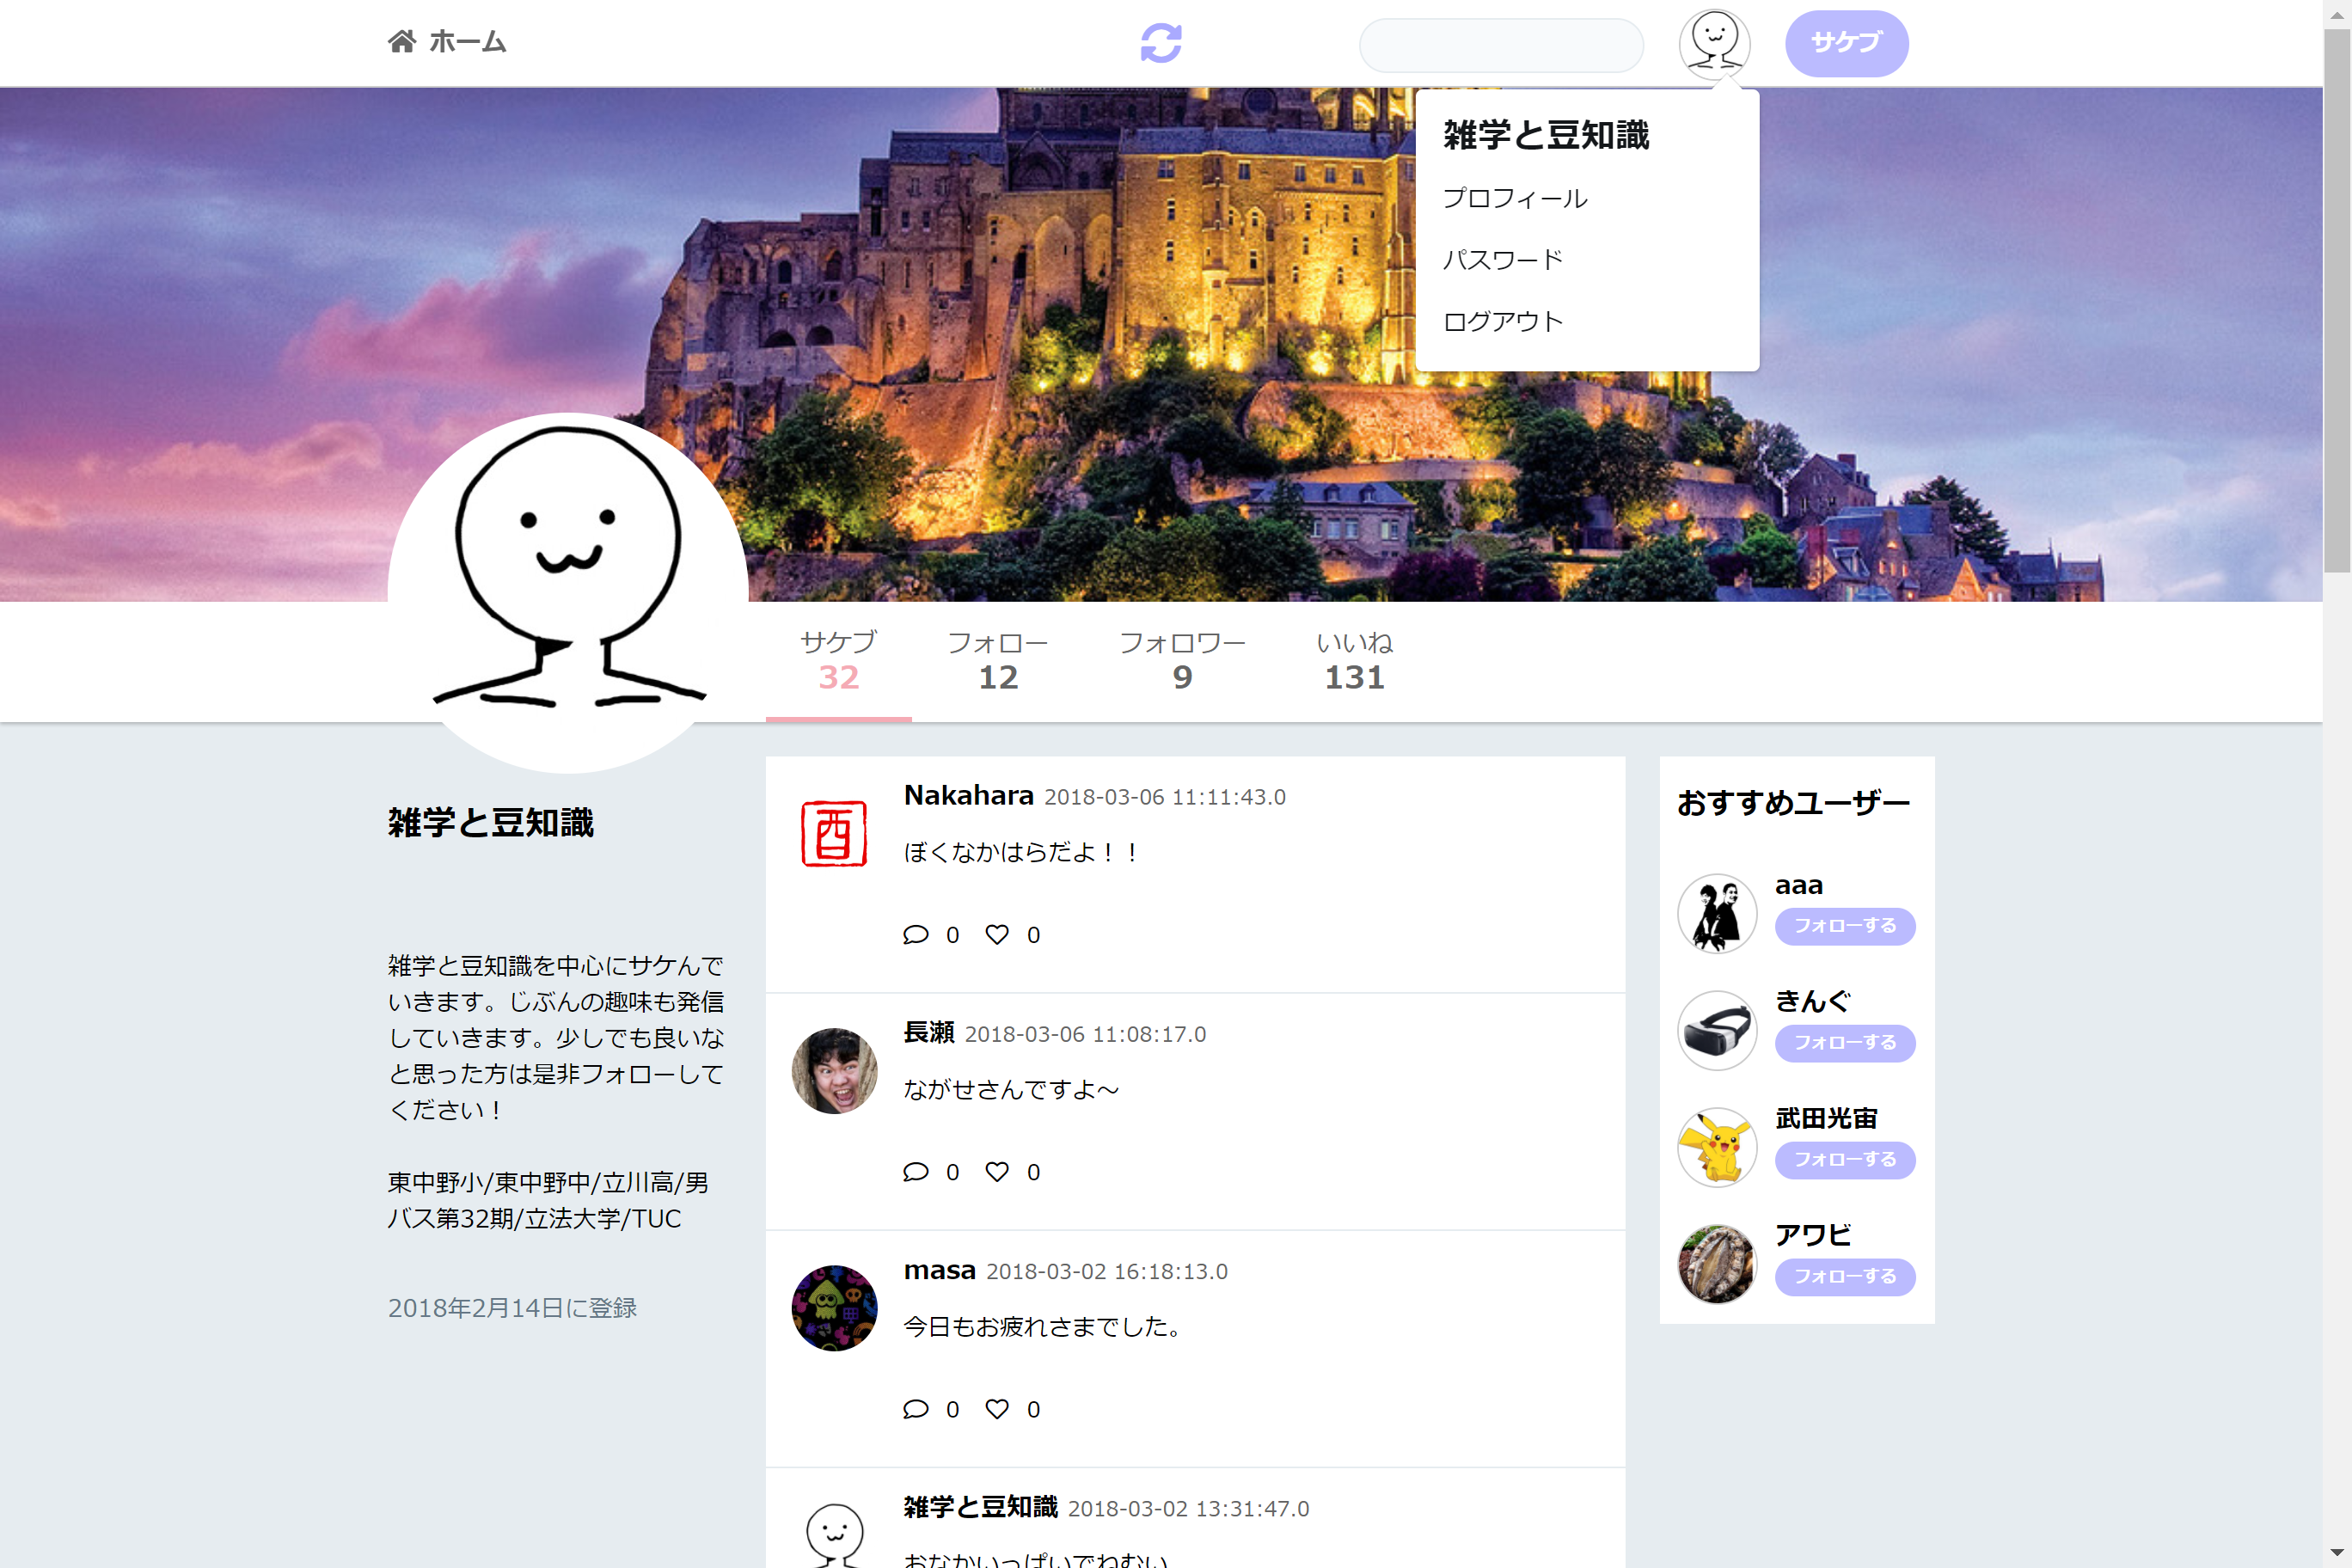 ホーム
サケブ
雑学と豆知識
プロフィール
パスワード
ログアウト
サケブ
32
フォロー
12
フォロワー
9
いいね
131
雑学と豆知識
雑学と豆知識を中心にサケんで
いきます。じぶんの趣味も発信
していきます。少しでも良いな
と思った方は是非フォローして
ください！
東中野小/東中野中/立川高/男
バス第32期/立法大学/TUC
2018年2月14日に登録
酉
Nakahara 2018-03-06 11:11:43.0
ぼくなかはらだよ！！
0 0
長瀬 2018-03-06 11:08:17.0
ながせさんですよ～
0 0
masa 2018-03-02 16:18:13.0
今日もお疲れさまでした。
0 0
雑学と豆知識 2018-03-02 13:31:47.0
おなかいっぱいでねむい
おすすめユーザー
aaa
フォローする
きんぐ
フォローする
武田光宙
フォローする
アワビ
フォローする